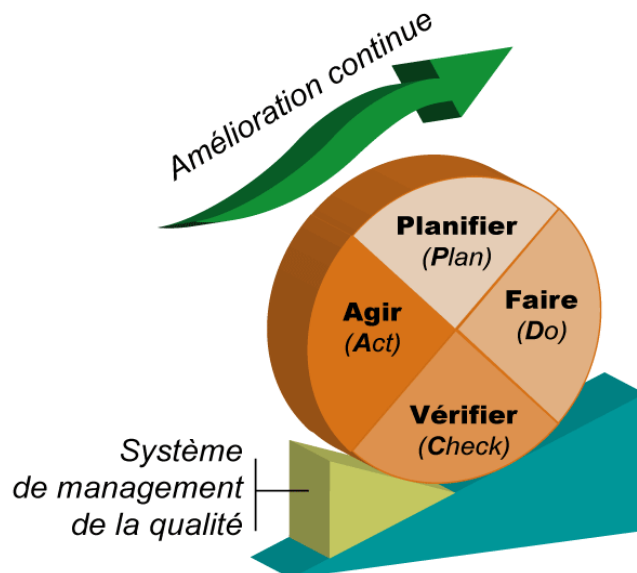 Amélioration continue
Planifier
(Plan)
Faire
(Do)
Agir
(Act)
Vérifier
(Check)
Système
de management
de la qualité